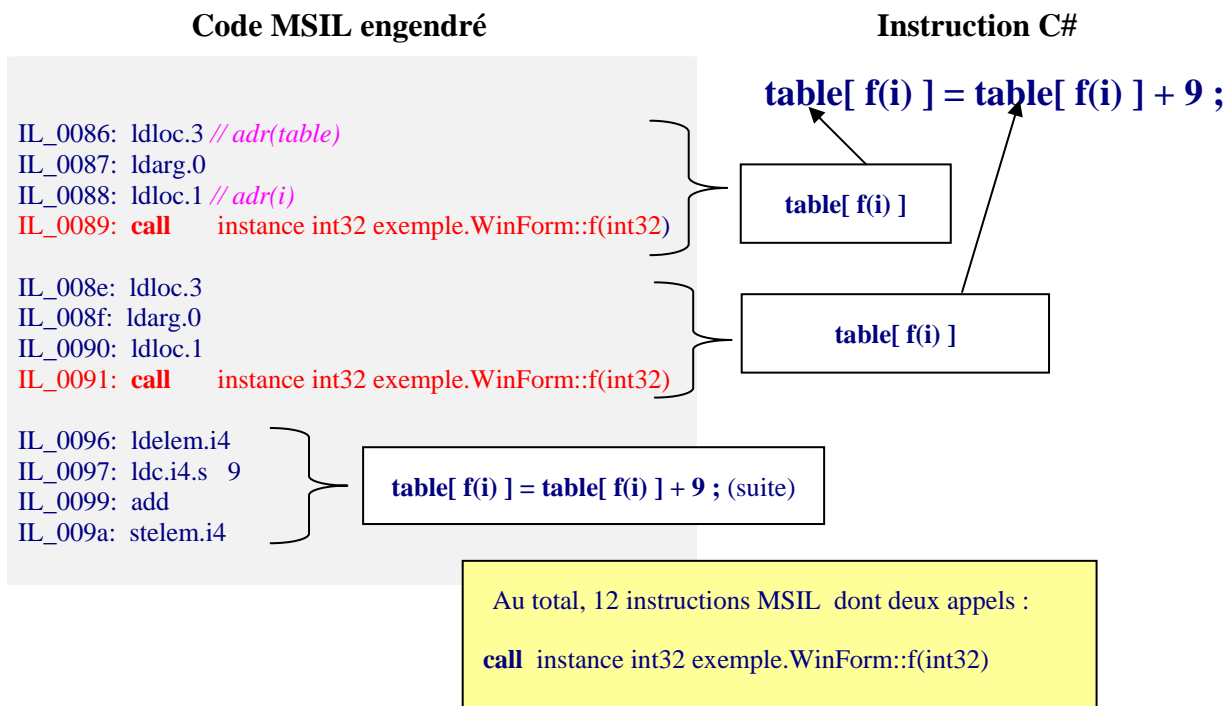 Code MSIL engendré
Instruction C#
table[ f(i) ] = table[ f(i) ] + 9 ;
IL_0086: ldloc.3 // adr(table)
IL_0087: ldarg.0
IL_0088: ldloc.1 // adr(i)
IL_0089: call instance int32 exemple.WinForm::f(int32)
table[ f(i) ]
IL_008e: ldloc.3
IL_008f: ldarg.0
IL_0090: ldloc.1
IL_0091: call instance int32 exemple.WinForm::f(int32)
table[ f(i) ]
IL_0096: ldelem.i4
IL_0097: ldc.i4.s 9
IL_0099: add
IL_009a: stelem.i4
table[ f(i) ] = table[ f(i) ] + 9 ; (suite)
Au total, 12 instructions MSIL dont deux appels :
call instance int32 exemple.WinForm::f(int32)